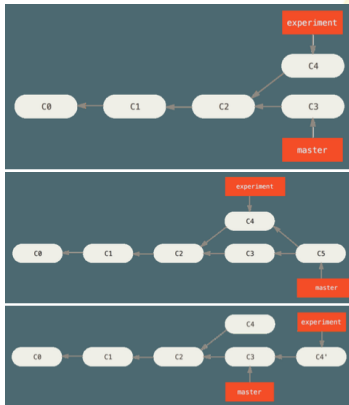 experiment
C4
C0 C1 C2 C3
master
experiment
C4
C0 C1 C2 C3 C5
master
C4 experiment
C0 C1 C2 C3 C4'
master